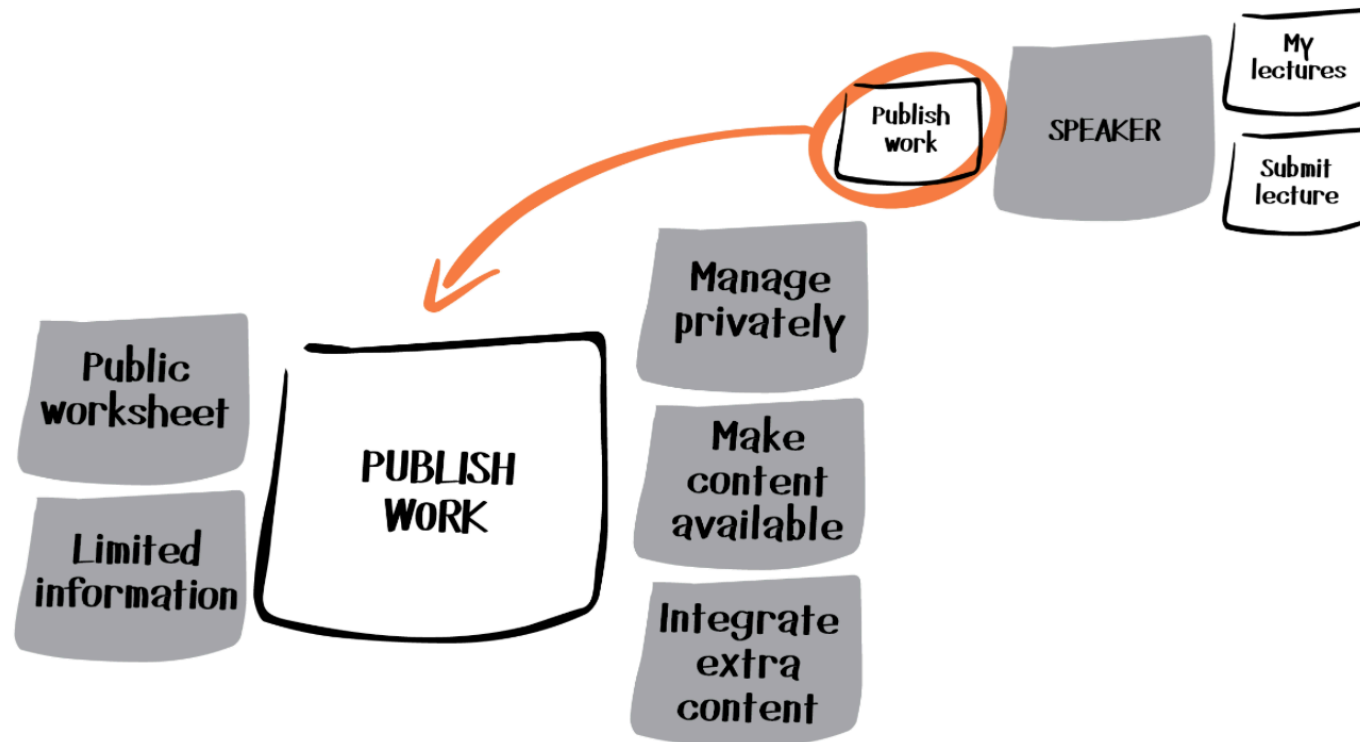 Publish
work
SPEAKER
My
lectures
Submit
lecture
Public
worksheet
Limited
information
PUBLISH
WORK
Manage
privately
Make
content
available
Integrate
extra
content